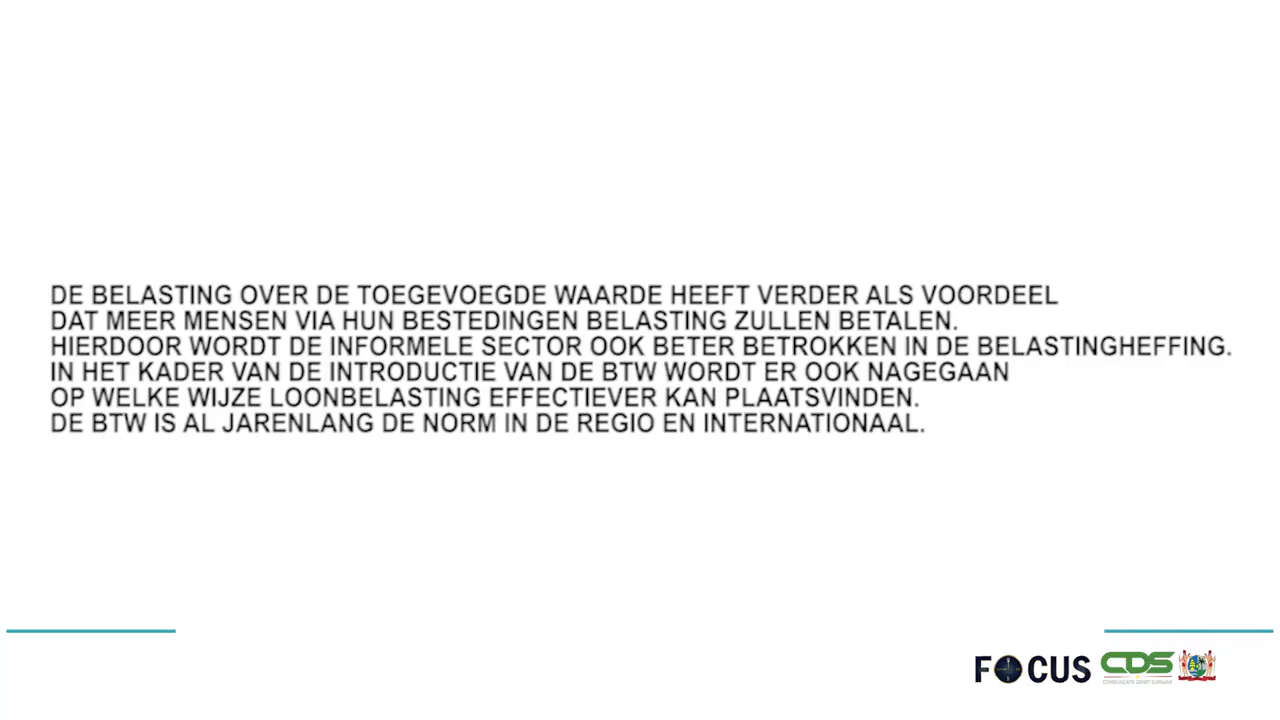 DE BELASTING OVER DE TOEGEVOEGDE WAARDE HEEFT VERDER ALS VOORDEEL
DAT MEER MENSEN VIA HUN BESTEDINGEN BELASTING ZULLEN BETALEN.
HIERDOOR WORDT DE INFORMELE SECTOR OOK BETER BETROKKEN IN DE BELASTINGHEFFING.
IN HET KADER VAN DE INTRODUCTIE VAN DE BTW WORDT ER OOK NAGEGAAN
OP WELKE WIJZE LOONBELASTING EFFECTIEVER KAN PLAATSVINDEN.
DE BTW IS AL JARENLANG DE NORM IN DE REGIO EN INTERNATIONAAL.
FOCUS
CDS
COMMUNICATIE DIENST SURINAME